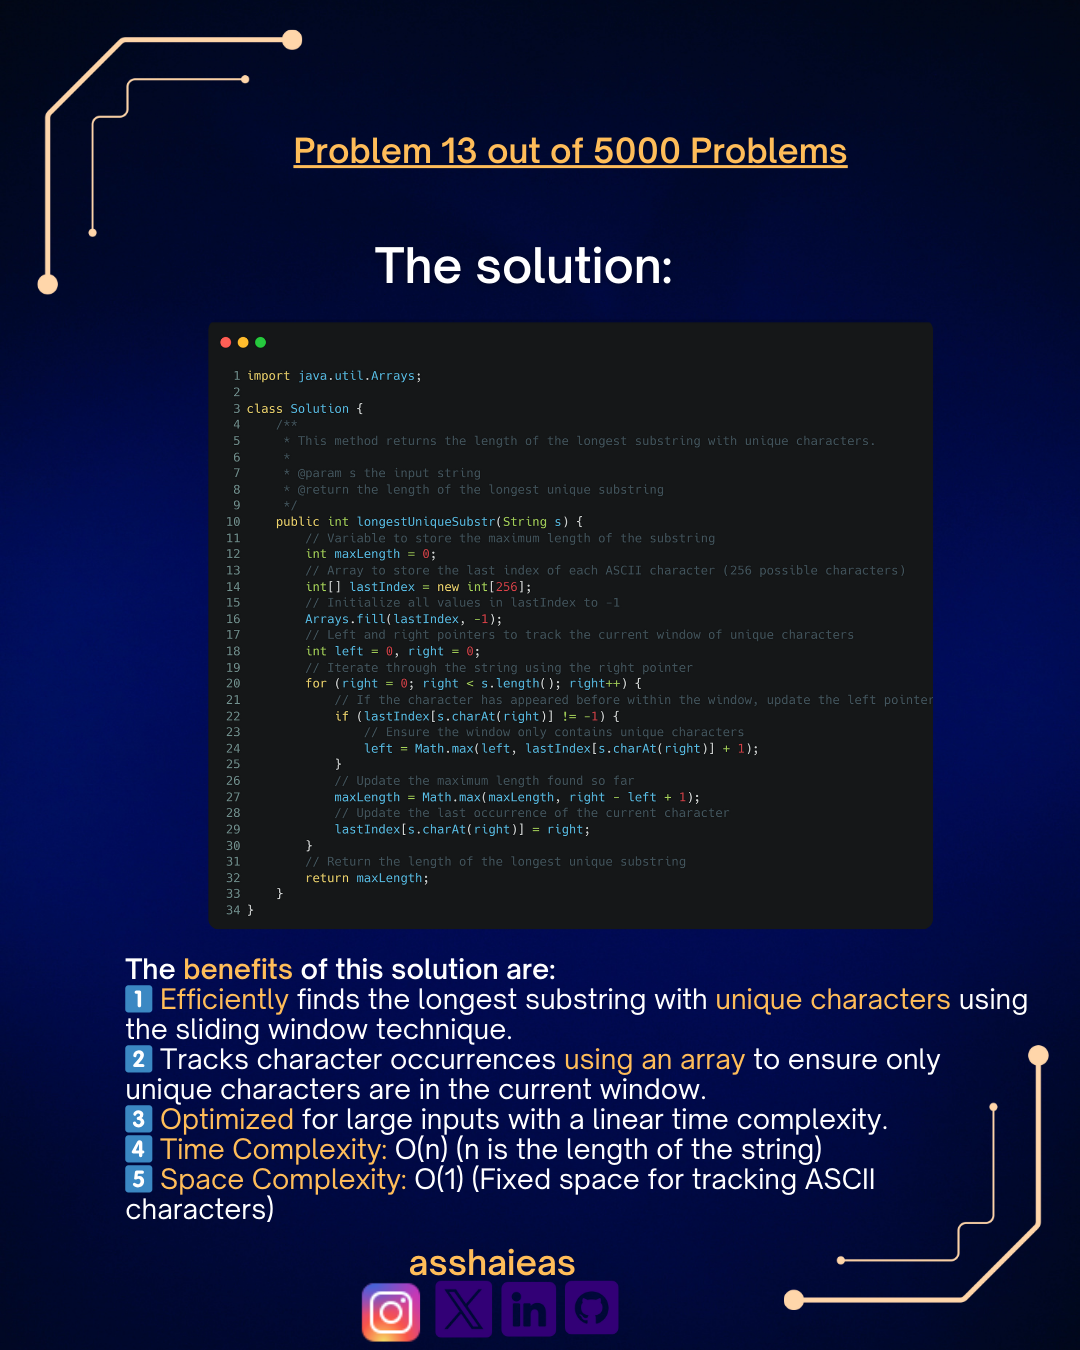 Problem 13 out of 5000 Problems
The solution:
1 import java.util.Arrays;
2
3 class Solution {
4     /**
5      * This method returns the length of the longest substring with unique characters.
6      *
7      * @param s the input string
8      * @return the length of the longest unique substring
9      */
10     public int longestUniqueSubstr(String s) {
11         // Variable to store the maximum length of the substring
12         int maxLength = 0;
13         // Array to store the last index of each ASCII character (256 possible characters)
14         int[] lastIndex = new int[256];
15         // Initialize all values in lastIndex to -1
16         Arrays.fill(lastIndex, -1);
17         // Left and right pointers to track the current window of unique characters
18         int left = 0, right = 0;
19         // Iterate through the string using the right pointer
20         for (right = 0; right < s.length(); right++) {
21             // If the character has appeared before within the window, update the left pointer
22             if (lastIndex[s.charAt(right)] != -1) {
23                 // Ensure the window only contains unique characters
24                 left = Math.max(left, lastIndex[s.charAt(right)] + 1);
25             }
26             // Update the maximum length found so far
27             maxLength = Math.max(maxLength, right - left + 1);
28             // Update the last occurrence of the current character
29             lastIndex[s.charAt(right)] = right;
30         }
31         // Return the length of the longest unique substring
32         return maxLength;
33     }
34 }
The benefits of this solution are:
1 Efficiently finds the longest substring with unique characters using
the sliding window technique.
2 Tracks character occurrences using an array to ensure only
unique characters are in the current window.
3 Optimized for large inputs with a linear time complexity.
4 Time Complexity: O(n) (n is the length of the string)
5 Space Complexity: O(1) (Fixed space for tracking ASCII
characters)
asshaieas